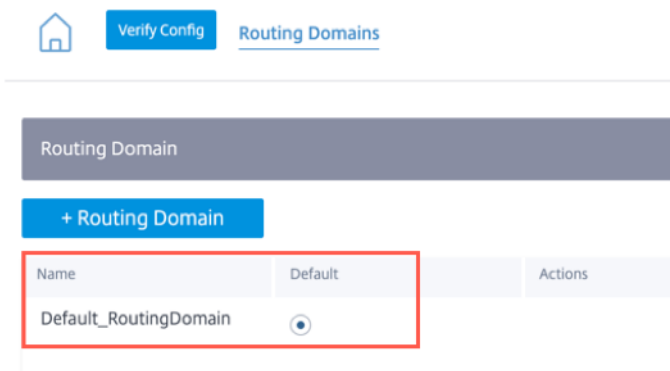 Verify Config Routing Domains
Routing Domain
+ Routing Domain
Name Default Actions
Default_RoutingDomain